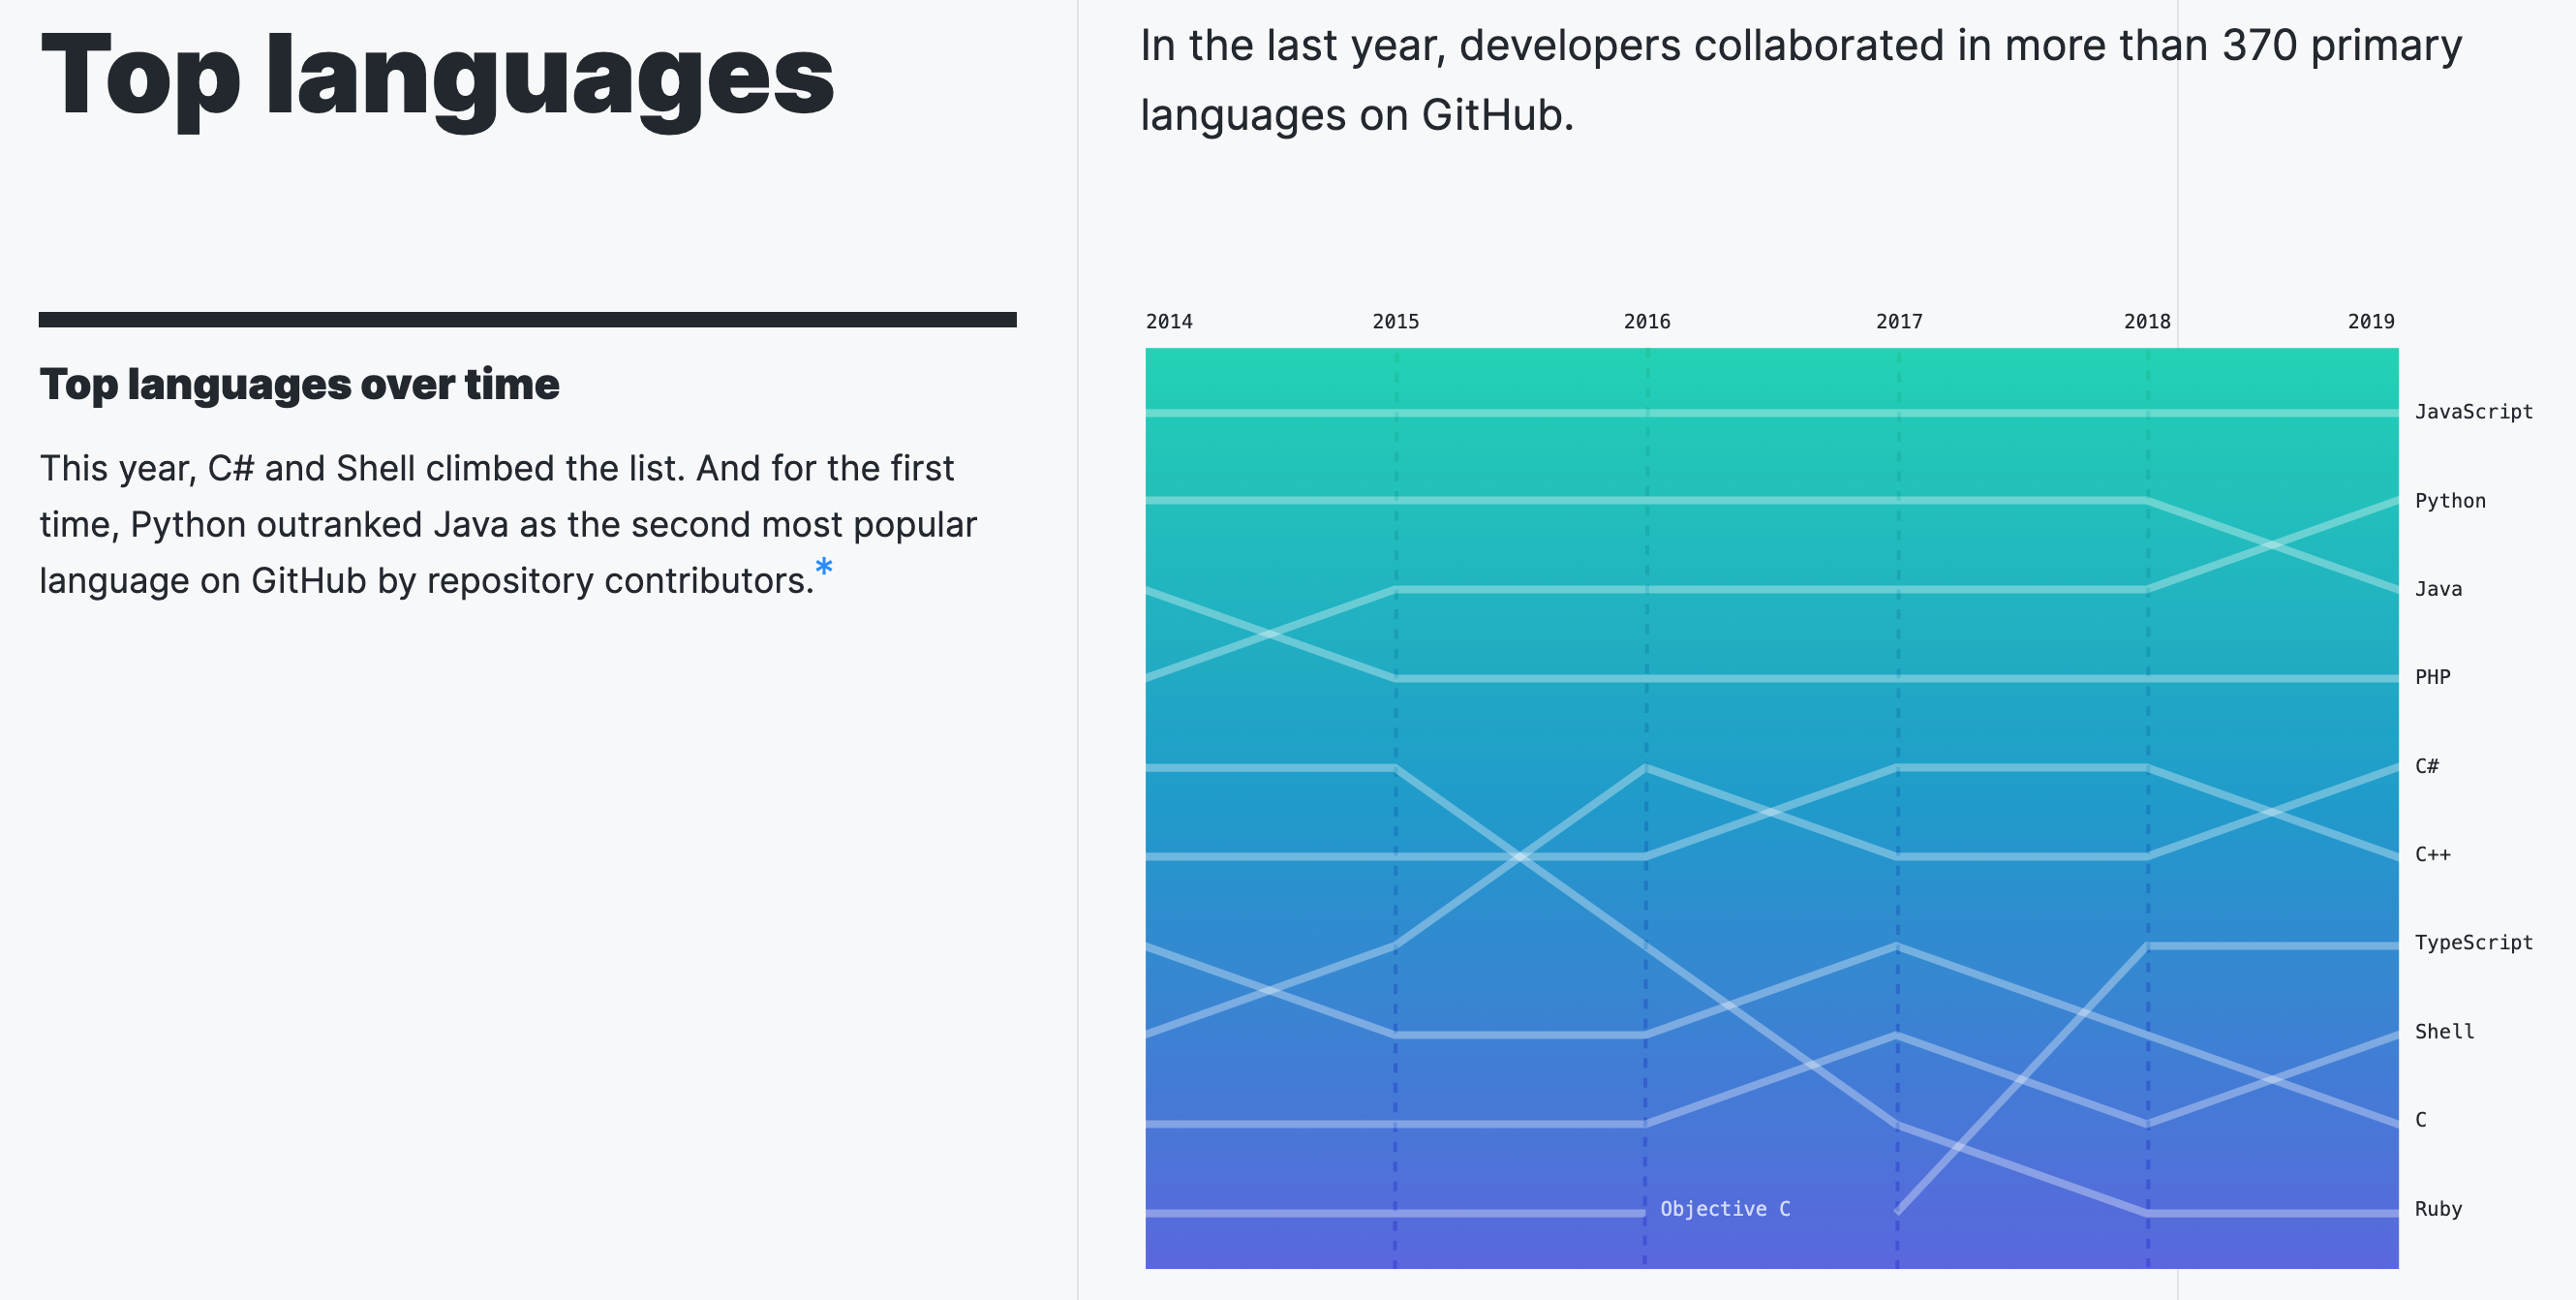 Top languages
In the last year, developers collaborated in more than 370 primary
languages on GitHub.
Top languages over time
This year, C# and Shell climbed the list. And for the first
time, Python outranked Java as the second most popular
language on GitHub by repository contributors.*
2014 2015 2016 2017 2018 2019
JavaScript
Python
Java
PHP
C#
C++
TypeScript
Shell
C
Objective C
Ruby